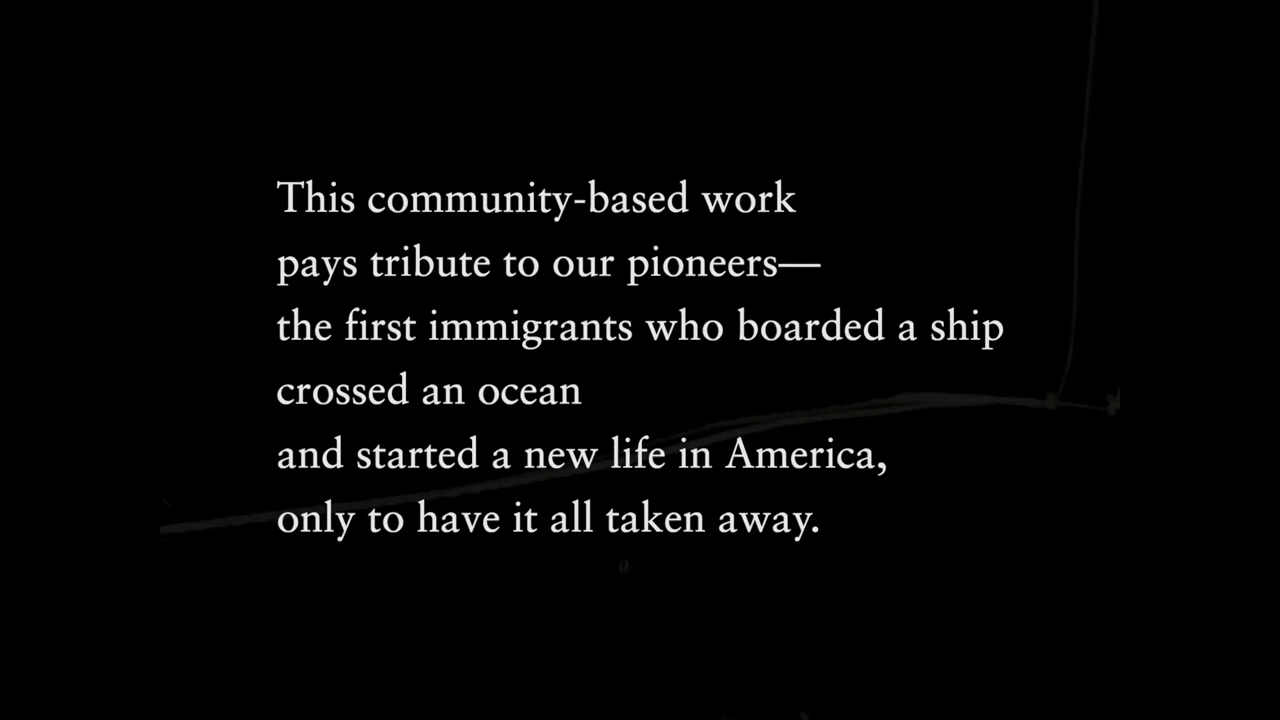 This community-based work
pays tribute to our pioneers—
the first immigrants who boarded a ship
crossed an ocean
and started a new life in America,
only to have it all taken away.